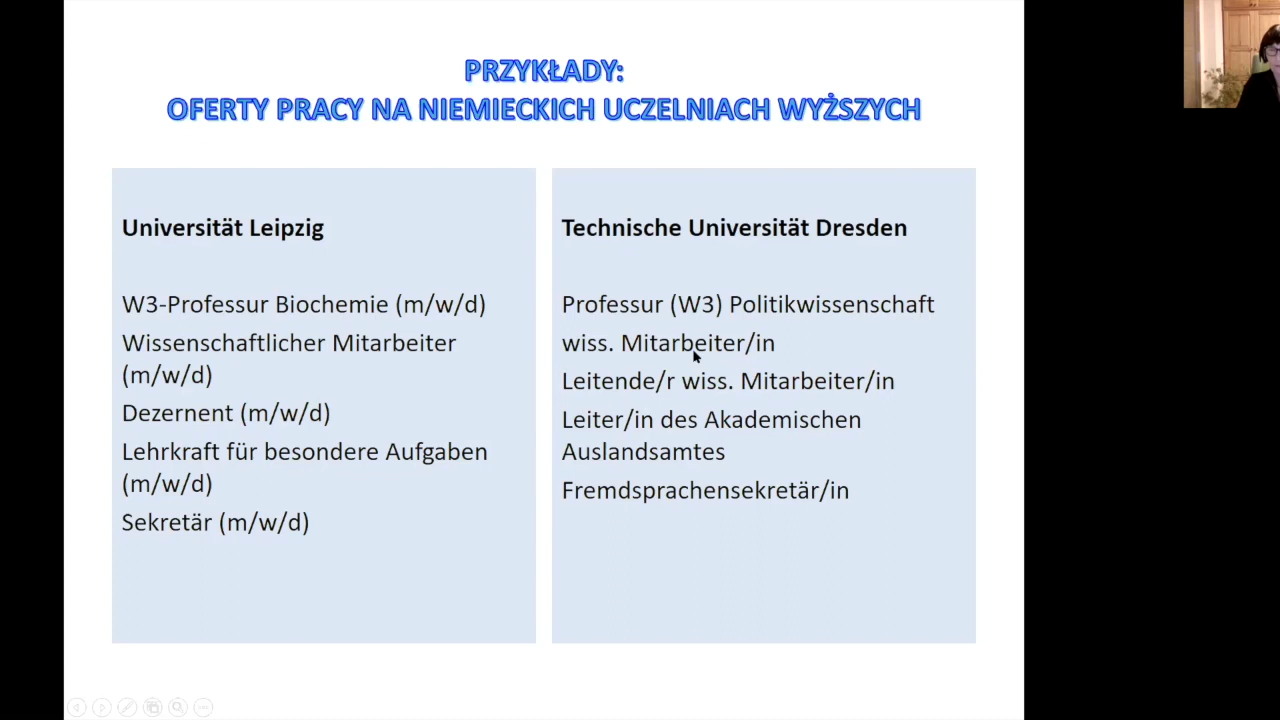 PRZYKŁADY:
OFERTY PRACY NA NIEMIECKICH UCZELNIACH WYŻSZYCH
Universität Leipzig
W3-Professur Biochemie (m/w/d)
Wissenschaftlicher Mitarbeiter
(m/w/d)
Dezernent (m/w/d)
Lehrkraft für besondere Aufgaben
(m/w/d)
Sekretär (m/w/d)
Technische Universität Dresden
Professur (W3) Politikwissenschaft
wiss. Mitarbeiter/in
Leitende/r wiss. Mitarbeiter/in
Leiter/in des Akademischen
Auslandsamtes
Fremdsprachensekretär/in